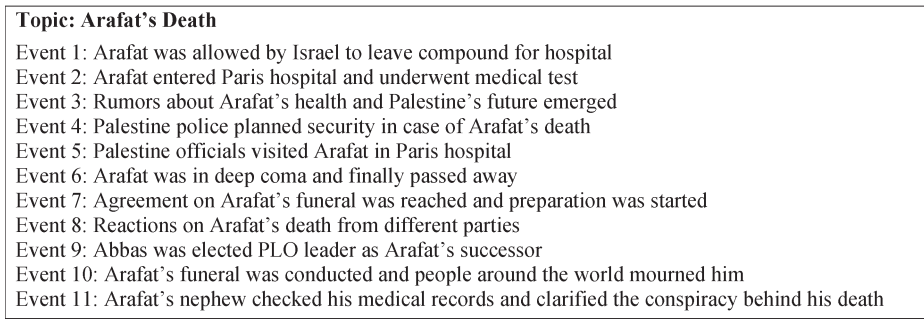 Topic: Arafat's Death
Event 1: Arafat was allowed by Israel to leave compound for hospital
Event 2: Arafat entered Paris hospital and underwent medical test
Event 3: Rumors about Arafat's health and Palestine's future emerged
Event 4: Palestine police planned security in case of Arafat's death
Event 5: Palestine officials visited Arafat in Paris hospital
Event 6: Arafat was in deep coma and finally passed away
Event 7: Agreement on Arafat's funeral was reached and preparation was started
Event 8: Reactions on Arafat's death from different parties
Event 9: Abbas was elected PLO leader as Arafat's successor
Event 10: Arafat's funeral was conducted and people around the world mourned him
Event 11: Arafat's nephew checked his medical records and clarified the conspiracy behind his death